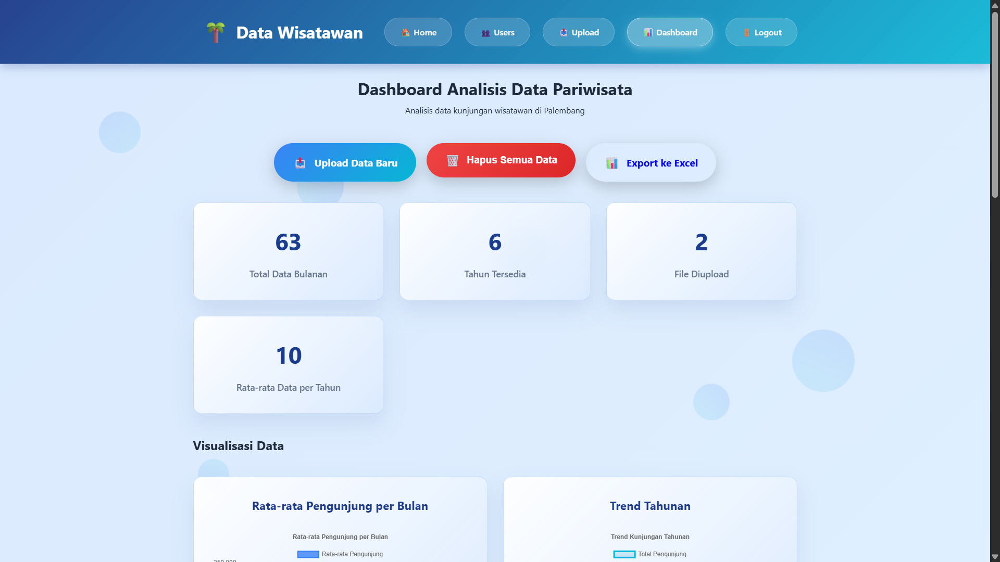 Data Wisatawan
Home
Users
Upload
Dashboard
Logout
Dashboard Analisis Data Pariwisata
Analisis data kunjungan wisatawan di Palembang
Upload Data Baru
Hapus Semua Data
Export ke Excel
63
Total Data Bulanan
6
Tahun Tersedia
2
File Diupload
10
Rata-rata Data per Tahun
Visualisasi Data
Rata-rata Pengunjung per Bulan
Rata-rata Pengunjung per Bulan
Rata-rata Pengunjung
250.000
Trend Tahunan
Trend Kunjungan Tahunan
Total Pengunjung